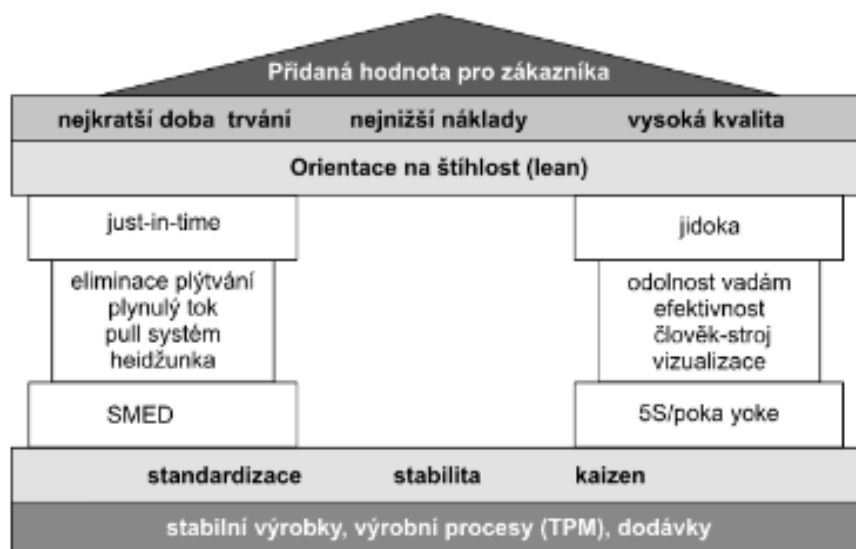 Přidaná hodnota pro zákazníka
nejkratší doba trvání nejnižší náklady vysoká kvalita
Orientace na štíhlost (lean)
just-in-time
eliminace plýtvání
plynulý tok
pull systém
heidžunka
SMED
jidoka
odolnost vadám
efektivnost
člověk-stroj
vizualizace
5S/poka yoke
standardizace stabilita kaizen
stabilní výrobky, výrobní procesy (TPM), dodávky